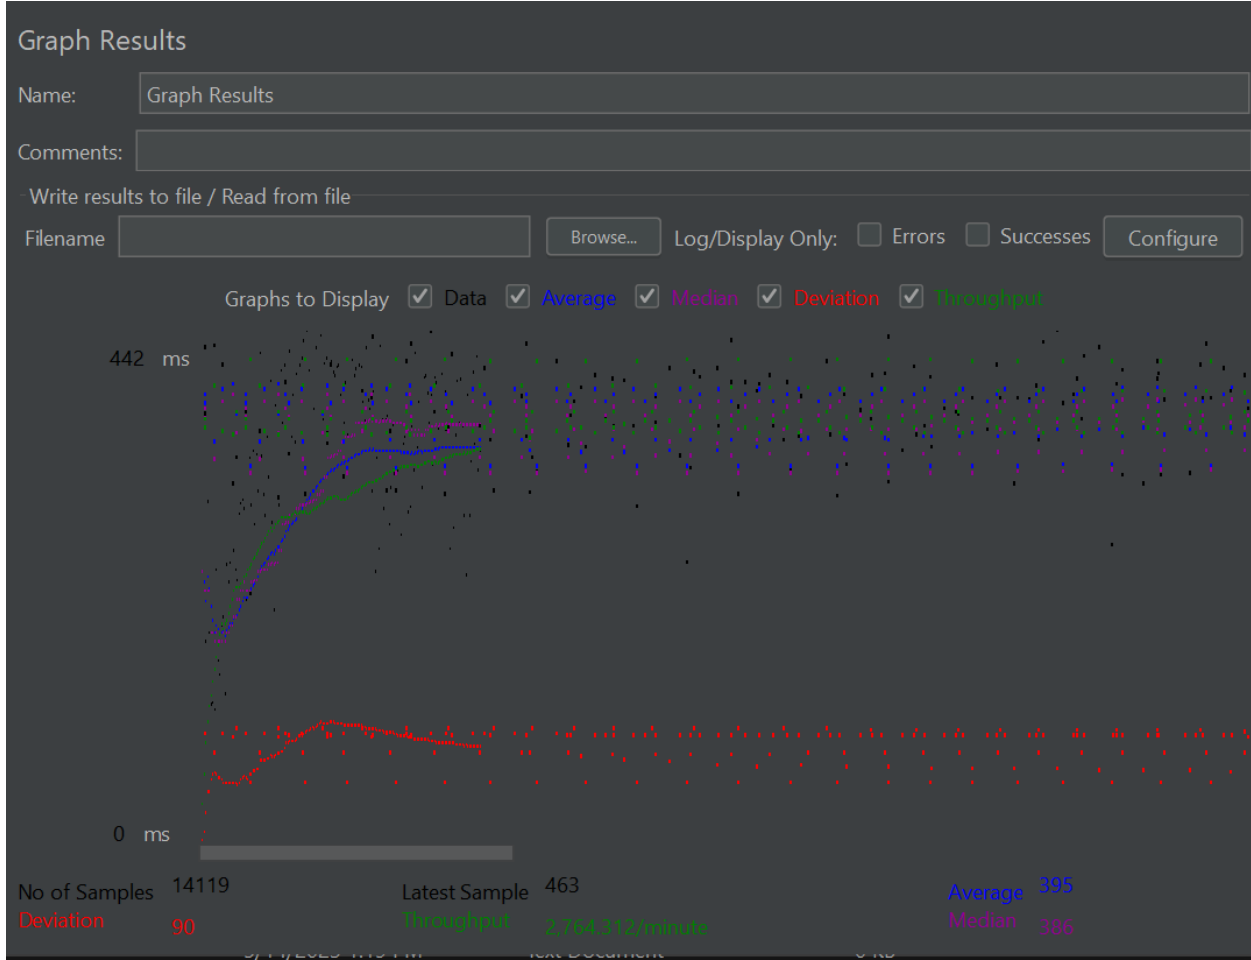 Graph Results
Name: Graph Results
Comments:
Write results to file / Read from file
Filename Browse... Log/Display Only: Errors Successes Configure
Graphs to Display Data Average Median Deviation Throughput
442 ms
0 ms
No of Samples 14119 Latest Sample 463 Average 395
Deviation 90 Throughput 2,764.312/minute Median 386